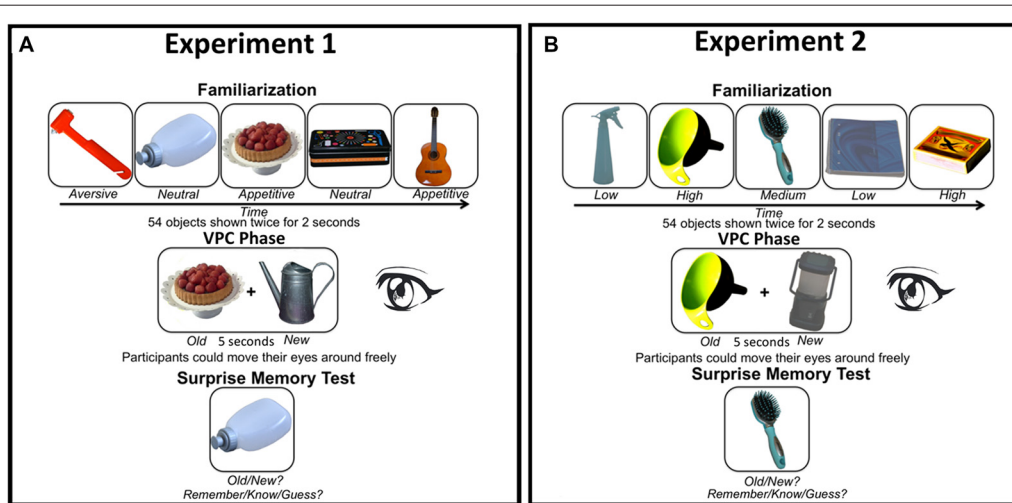 A
Experiment 1
Familiarization
Aversive Neutral Appetitive Neutral Appetitive
Time
54 objects shown twice for 2 seconds
VPC Phase
+
Old 5 seconds New
Participants could move their eyes around freely
Surprise Memory Test
Old/New?
Remember/Know/Guess?
B
Experiment 2
Familiarization
Low High Medium Low High
Time
54 objects shown twice for 2 seconds
VPC Phase
+
Old 5 seconds New
Participants could move their eyes around freely
Surprise Memory Test
Old/New?
Remember/Know/Guess?